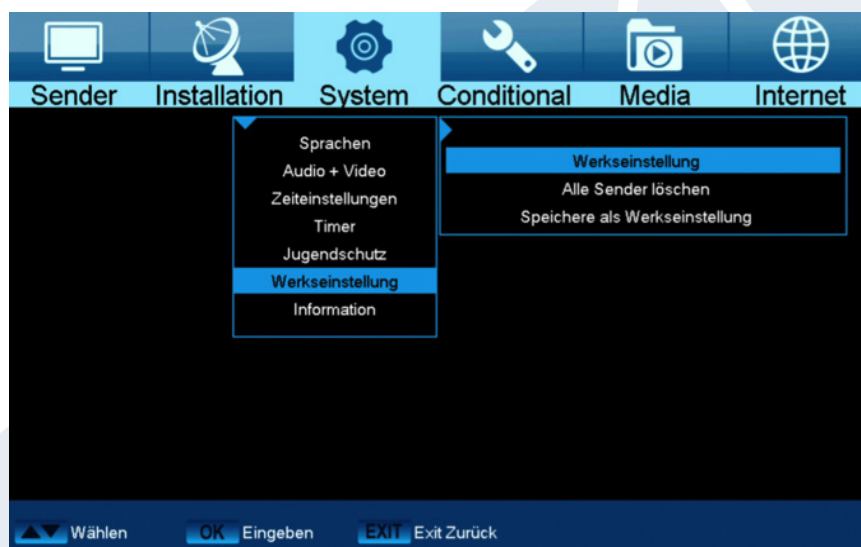 Sender Installation System Conditional Media Internet
Sprachen
Audio + Video
Zeiteinstellungen
Timer
Jugendschutz
Werkseinstellung
Information
Werkseinstellung
Alle Sender löschen
Speichere als Werkseinstellung
Wählen OK Eingeben EXIT Exit Zurück